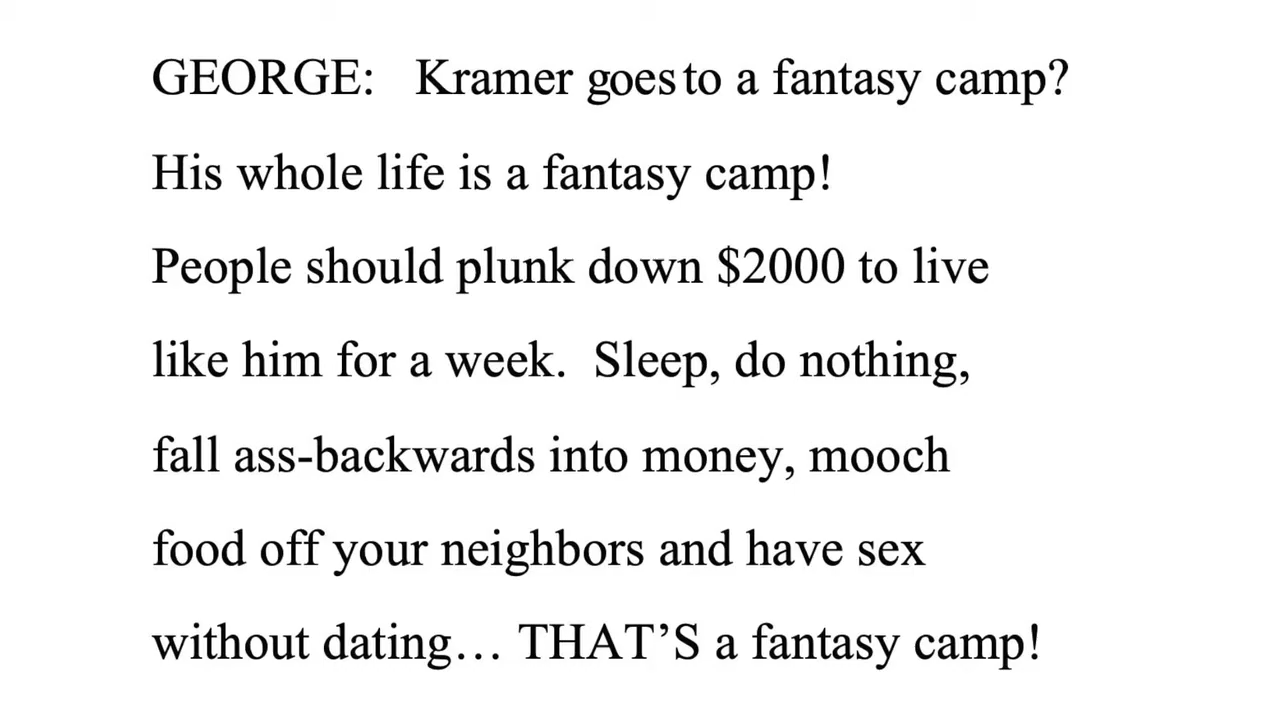 GEORGE: Kramer goes to a fantasy camp?
His whole life is a fantasy camp!
People should plunk down $2000 to live
like him for a week. Sleep, do nothing,
fall ass-backwards into money, mooch
food off your neighbors and have sex
without dating… THAT’S a fantasy camp!